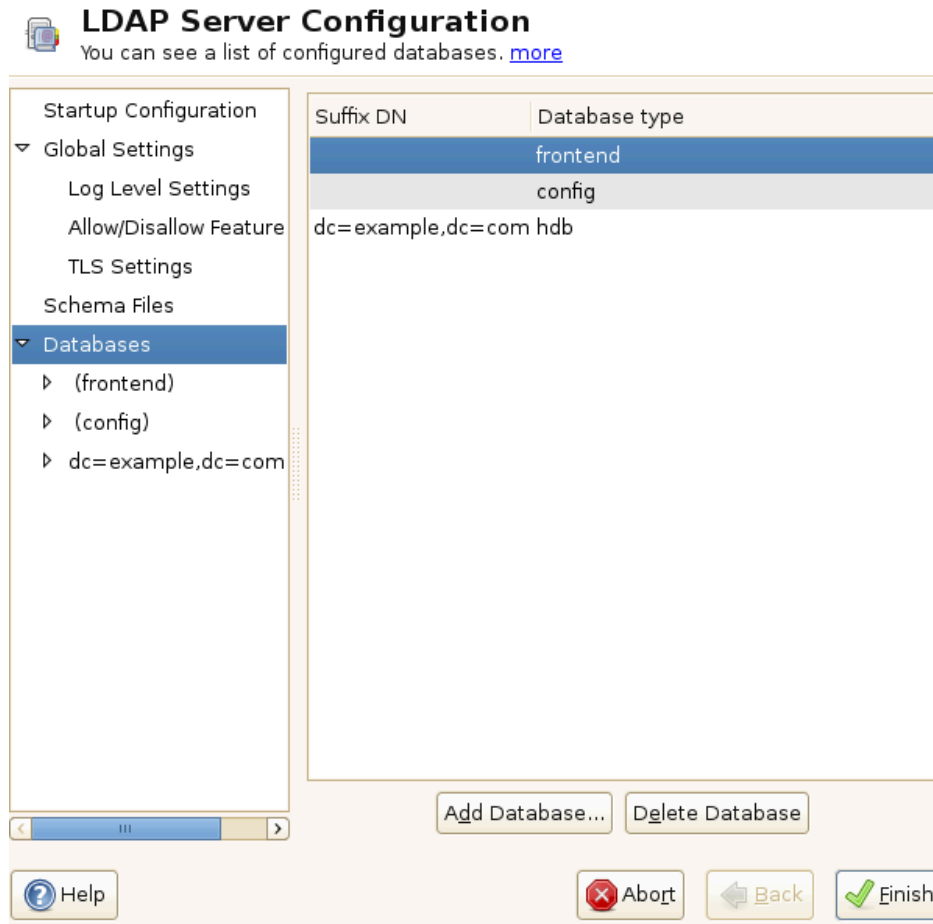 LDAP Server Configuration
You can see a list of configured databases. more
Startup Configuration
Global Settings
Log Level Settings
Allow/Disallow Feature
TLS Settings
Schema Files
Databases
(frontend)
(config)
dc=example,dc=com
Suffix DN Database type
frontend
config
dc=example,dc=com hdb
Add Database... Delete Database
Help Abort Back Finish